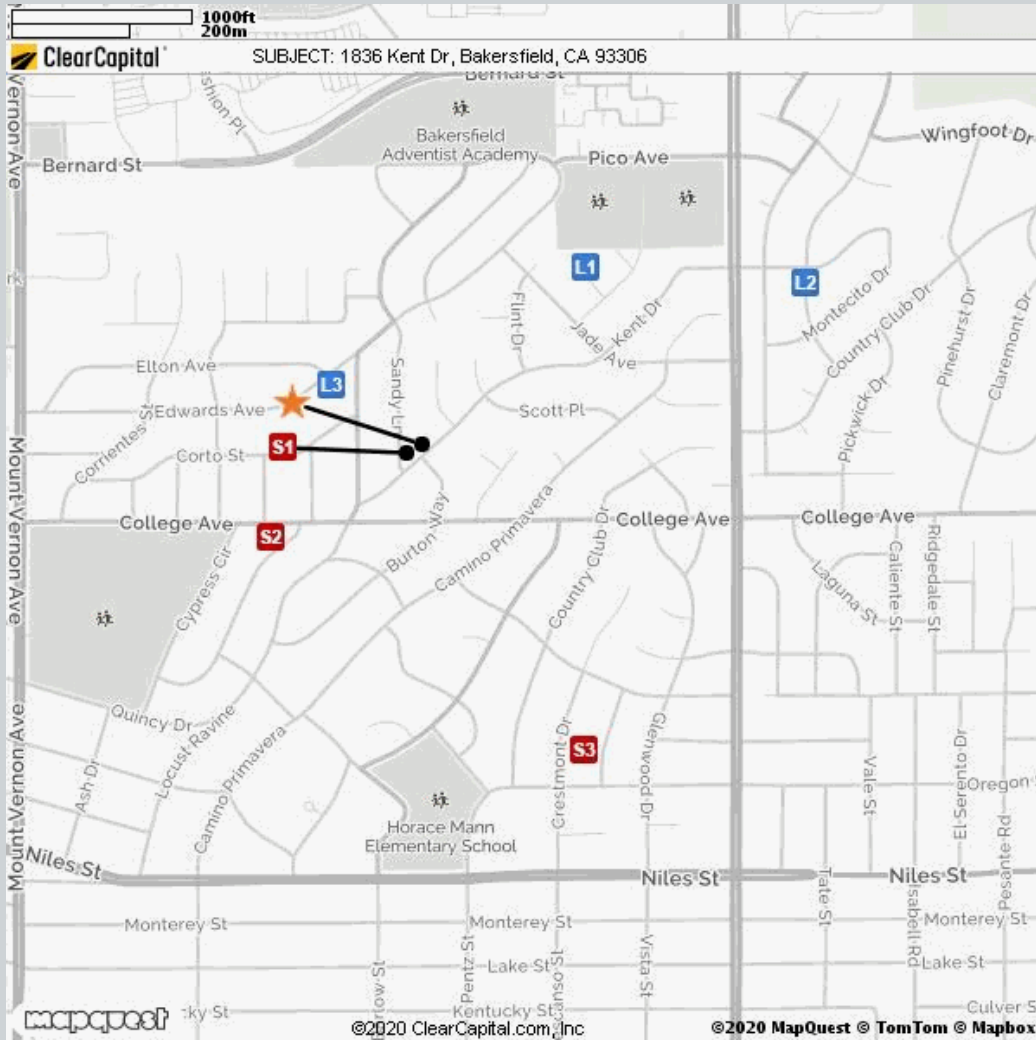 1000ft
200m
ClearCapital
SUBJECT: 1836 Kent Dr, Bakersfield, CA 93306
Bernard St
Vernon Ave
shion Pl
Bakersfield
Adventist Academy
Bernard St
Pico Ave
Wingfoot Dr
L1
L2
Montecito Dr
Country Club Dr
Pinehurst Dr
Claremont Dr
Flint Dr
Jade Ave
Kent Dr
Elton Ave
Sandy Ln
L3
Edwards Ave
Scott Pl
Pickwick Dr
Corrientes St
S1
Corto St
Mount Vernon Ave
College Ave
S2
Burton Way
Camino Primavera
Country Club Dr
College Ave
College Ave
Cypress Cir
Laguna St
Caliente St
Ridgedale St
Quincy Dr
Locust Ravine
Camino Primavera
Ash Dr
Mount Vernon Ave
Crestmont Dr
S3
Glenwood Dr
Vale St
El Serento Dr
Oregon
Pesante Rd
Horace Mann
Elementary School
Niles St
Niles St
Niles St
Tate St
Isabell Rd
Monterey St
Monterey St
Monterey St
Pentz St
Lake St
Vista St
Lake St
Kentucky St
Culver S
mapquest
©2020 ClearCapital.com, Inc
©2020 MapQuest © TomTom © Mapbox